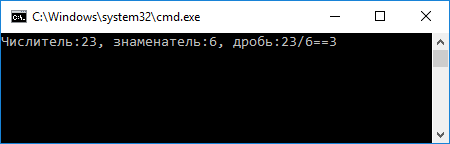 C:\Windows\system32\cmd.exe
Числитель:23, знаменатель:6, дробь:23/6==3